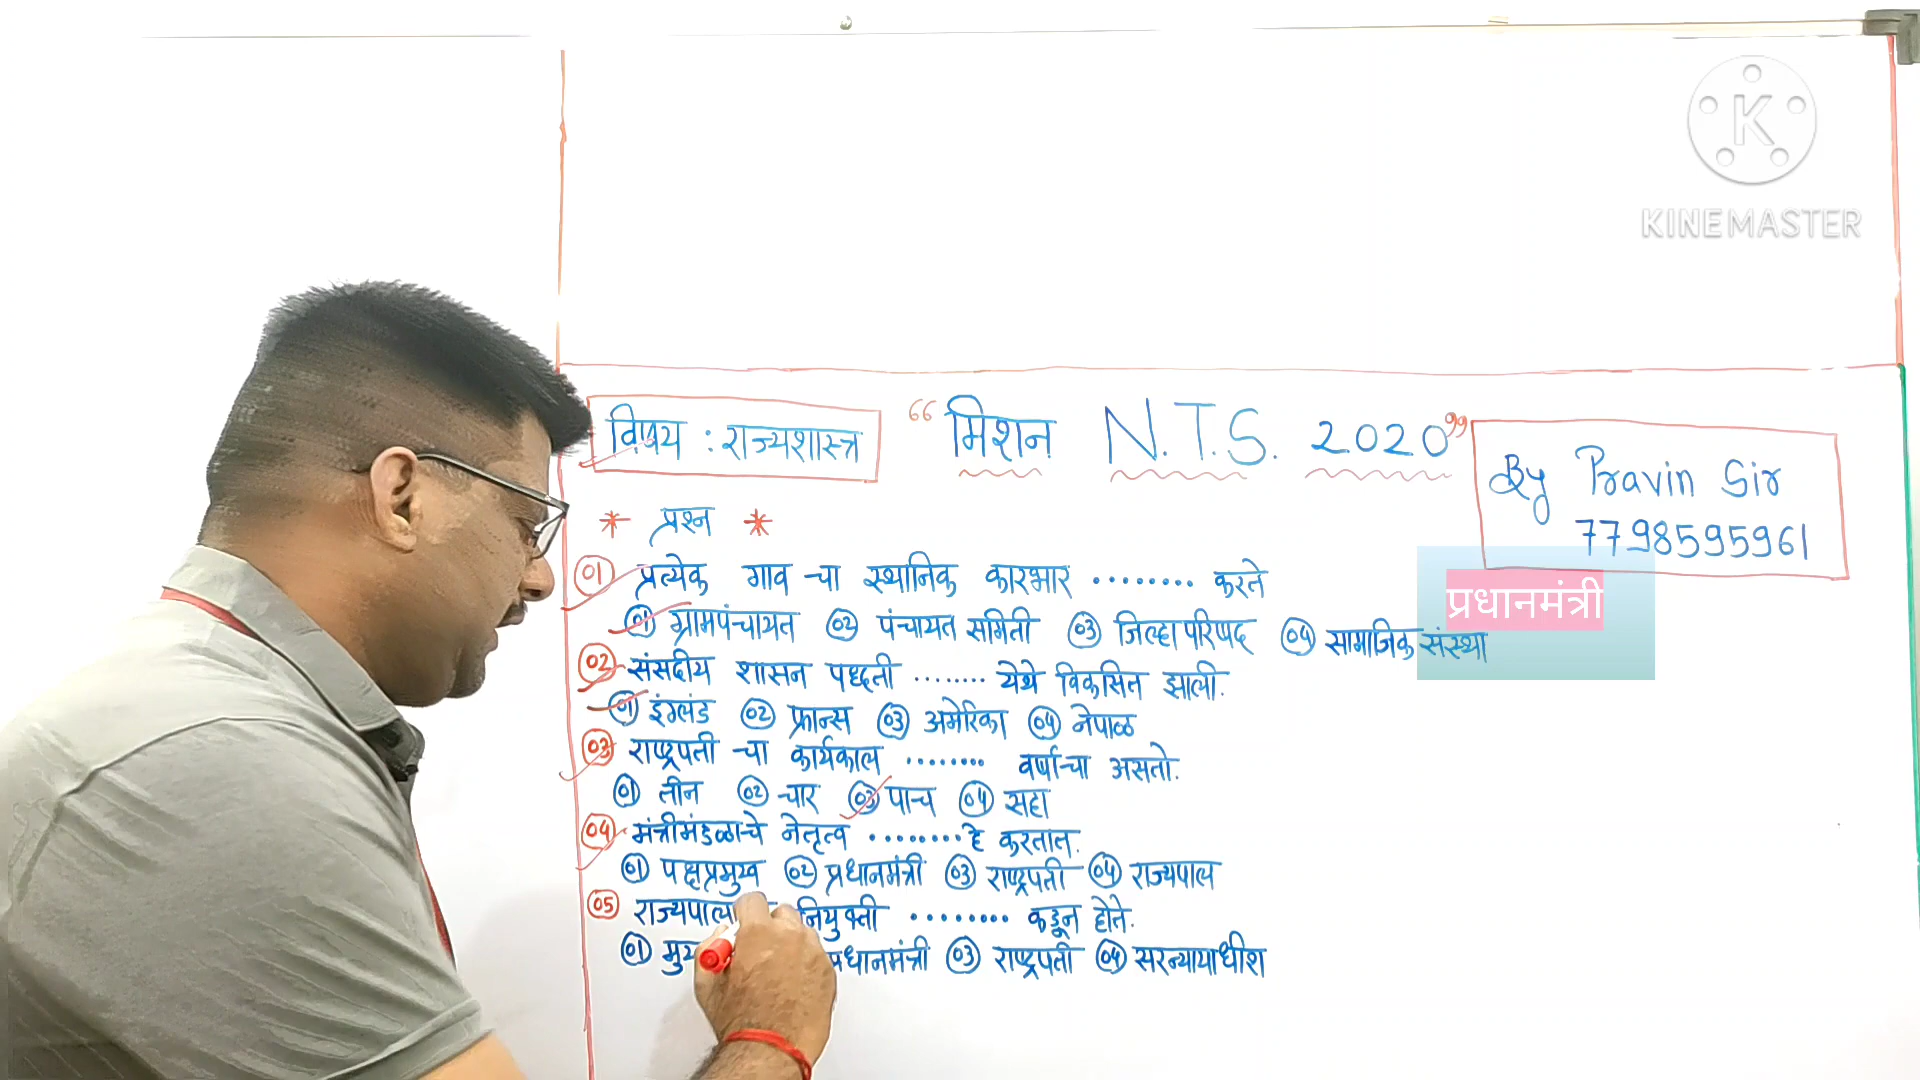 KINEMASTER
विषय : राज्यशास्त्र
"मिशन N.T.S. 2020"
By Pravin Sir
7798595961
* प्रश्न *
प्रधानमंत्री
01 प्रत्येक गाव चा स्थानिक कारभार ........ करते
01 ग्रामपंचायत 02 पंचायत समिती 03 जिल्हा परिषद 04 सामाजिक संस्था
02 संसदीय शासन पद्धती ........ येथे विकसित झाली.
01 इंग्लंड 02 फ्रान्स 03 अमेरिका 04 नेपाळ
03 राष्ट्रपती चा कार्यकाल ........ वर्षाचा असतो.
01 तीन 02 चार 03 पाच 04 सहा
04 मंत्रीमंडळाचे नेतृत्व ........ हे करतात.
01 पक्षप्रमुख 02 प्रधानमंत्री 03 राष्ट्रपती 04 राज्यपाल
05 नियुक्ती ........ कडून होते.
01 प्रधानमंत्री 03 राष्ट्रपती 04 सरन्यायाधीश